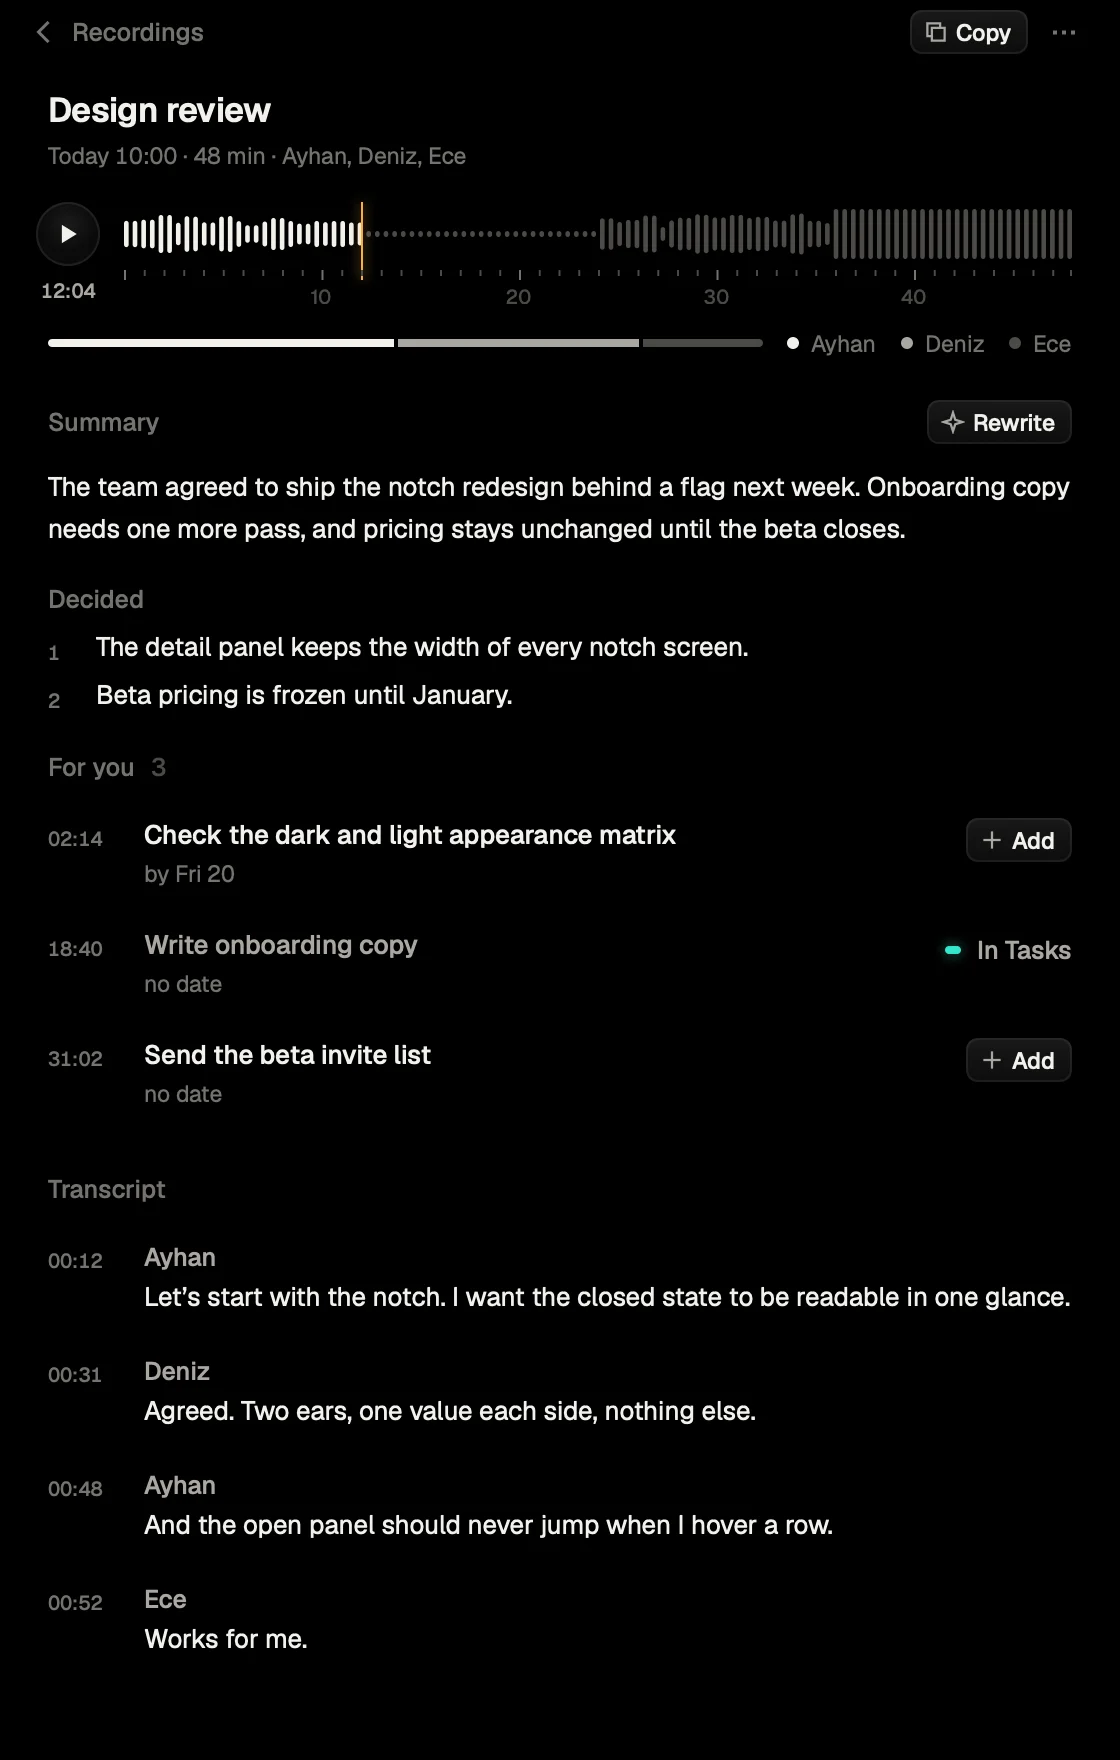 Recordings
Copy
Design review
Today 10:00 · 48 min · Ayhan, Deniz, Ece
12:04
10 20 30 40
Ayhan Deniz Ece
Summary
Rewrite
The team agreed to ship the notch redesign behind a flag next week. Onboarding copy
needs one more pass, and pricing stays unchanged until the beta closes.
Decided
1 The detail panel keeps the width of every notch screen.
2 Beta pricing is frozen until January.
For you 3
02:14 Check the dark and light appearance matrix
Add
by Fri 20
18:40 Write onboarding copy
In Tasks
no date
31:02 Send the beta invite list
Add
no date
Transcript
00:12 Ayhan
Let’s start with the notch. I want the closed state to be readable in one glance.
00:31 Deniz
Agreed. Two ears, one value each side, nothing else.
00:48 Ayhan
And the open panel should never jump when I hover a row.
00:52 Ece
Works for me.